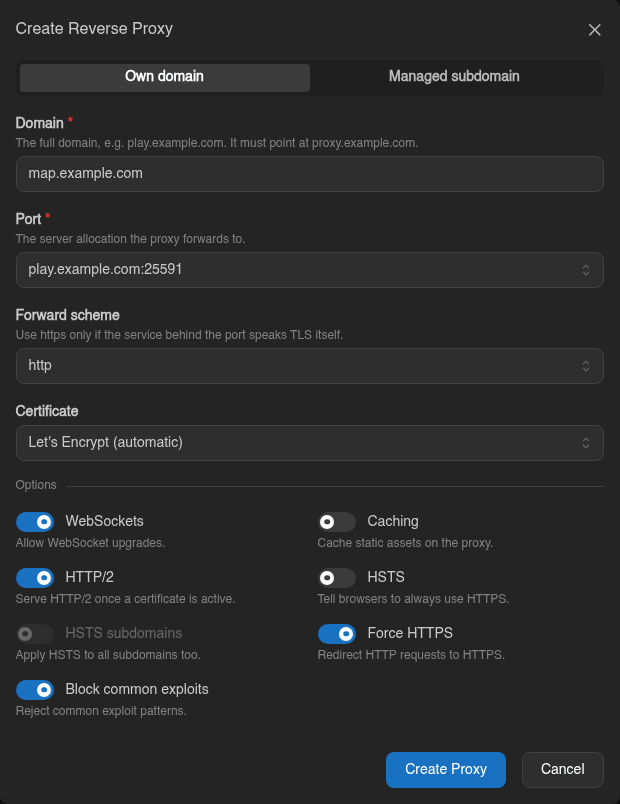 Create Reverse Proxy
Own domain
Managed subdomain
Domain *
The full domain, e.g. play.example.com. It must point at proxy.example.com.
map.example.com
Port *
The server allocation the proxy forwards to.
play.example.com:25591
Forward scheme
Use https only if the service behind the port speaks TLS itself.
http
Certificate
Let's Encrypt (automatic)
Options
WebSockets
Allow WebSocket upgrades.
Caching
Cache static assets on the proxy.
HTTP/2
Serve HTTP/2 once a certificate is active.
HSTS
Tell browsers to always use HTTPS.
HSTS subdomains
Apply HSTS to all subdomains too.
Force HTTPS
Redirect HTTP requests to HTTPS.
Block common exploits
Reject common exploit patterns.
Create Proxy
Cancel